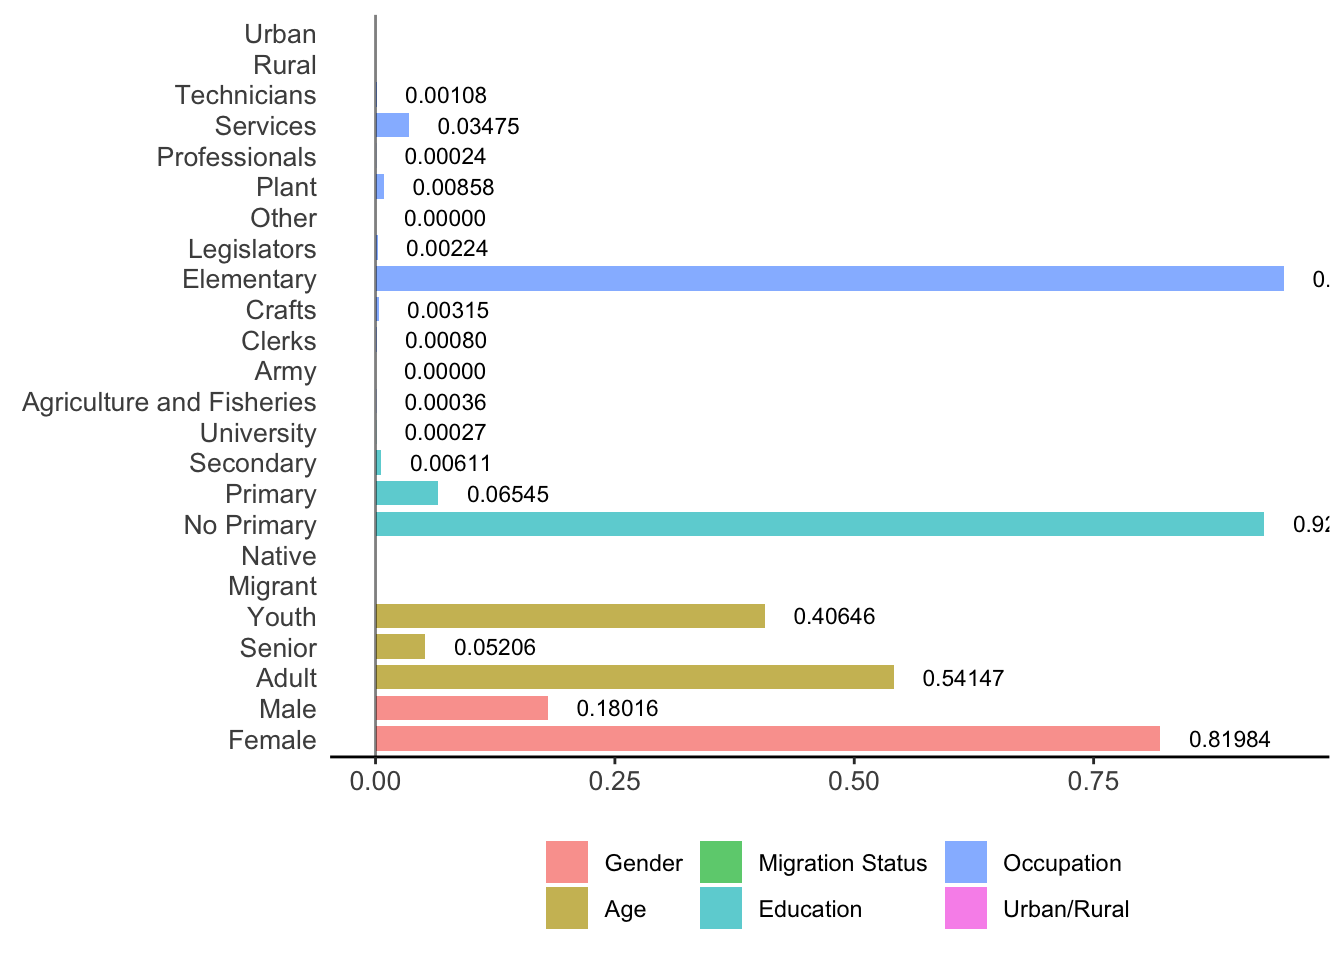 Urban
Rural
Technicians 0.00108
Services 0.03475
Professionals 0.00024
Plant 0.00858
Other 0.00000
Legislators 0.00224
Elementary 0.
Crafts 0.00315
Clerks 0.00080
Army 0.00000
Agriculture and Fisheries 0.00036
University 0.00027
Secondary 0.00611
Primary 0.06545
No Primary 0.92
Native
Migrant
Youth 0.40646
Senior 0.05206
Adult 0.54147
Male 0.18016
Female 0.81984
0.00 0.25 0.50 0.75
Gender Migration Status Occupation
Age Education Urban/Rural